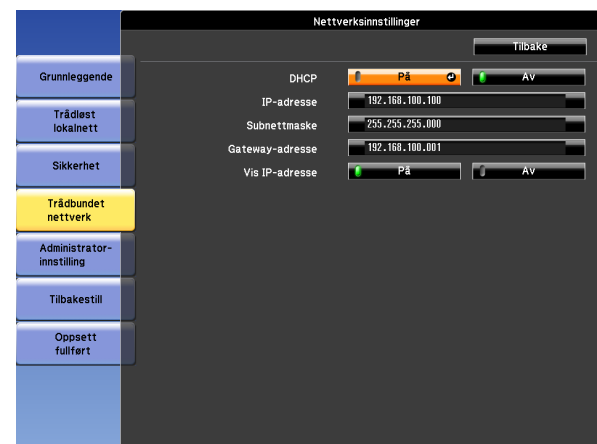 Nettverksinnstillinger
Tilbake
Grunnleggende
Trådløst
lokalnett
Sikkerhet
Trådbundet
nettverk
Administrator-
innstilling
Tilbakestill
Oppsett
fullført
DHCP På Av
IP-adresse 192.168.100.100
Subnettmaske 255.255.255.000
Gateway-adresse 192.168.100.001
Vis IP-adresse På Av